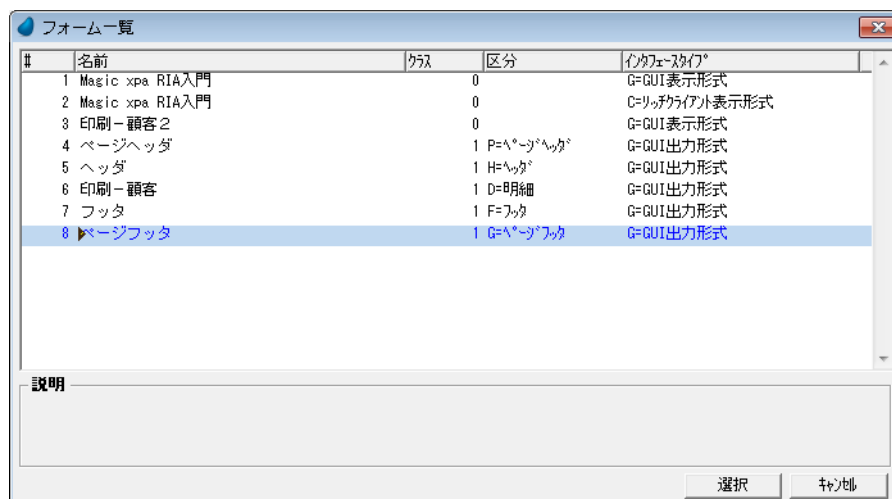 フォーム一覧
# 名前 ｸﾗｽ 区分 ｲﾝﾀﾌｪｰｽﾀｲﾌﾟ
1 Magic xpa RIA入門 0 G=GUI表示形式
2 Magic xpa RIA入門 0 C=ﾘｯﾁｸﾗｲｱﾝﾄ表示形式
3 印刷－顧客２ 0 G=GUI表示形式
4 ページヘッダ 1 P=ﾍﾟｰｼﾞﾍｯﾀﾞ G=GUI出力形式
5 ヘッダ 1 H=ﾍｯﾀﾞ G=GUI出力形式
6 印刷－顧客 1 D=明細 G=GUI出力形式
7 フッタ 1 F=ﾌｯﾀ G=GUI出力形式
8 ページフッタ 1 G=ﾍﾟｰｼﾞﾌｯﾀ G=GUI出力形式
説明
選択 ｷｬﾝｾﾙ